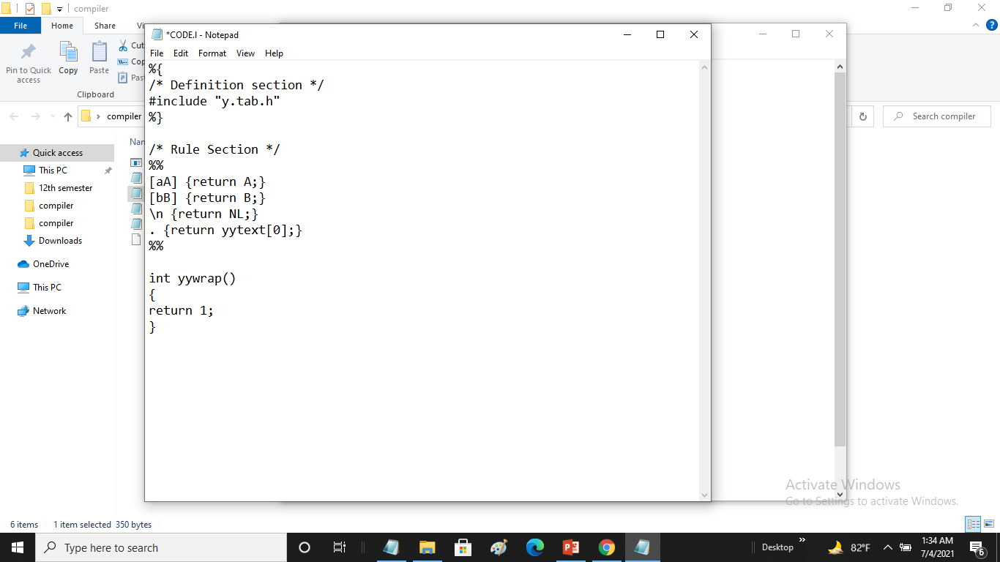 compiler
File
Home
Share
Vi
Pin to Quick
access
Copy
Paste
Cut
Cop
Past
Clipboard
compiler
Search compiler
Nar
Quick access
This PC
12th semester
compiler
compiler
Downloads
OneDrive
This PC
Network
*CODE.l - Notepad
File Edit Format View Help
%{
/* Definition section */
#include "y.tab.h"
%}
/* Rule Section */
%%
[aA] {return A;}
[bB] {return B;}
\n {return NL;}
. {return yytext[0];}
%%
int yywrap()
{
return 1;
}
Activate Windows
Go to Settings to activate Windows.
6 items 1 item selected 350 bytes
Type here to search
Desktop
82°F
1:34 AM
7/4/2021
6